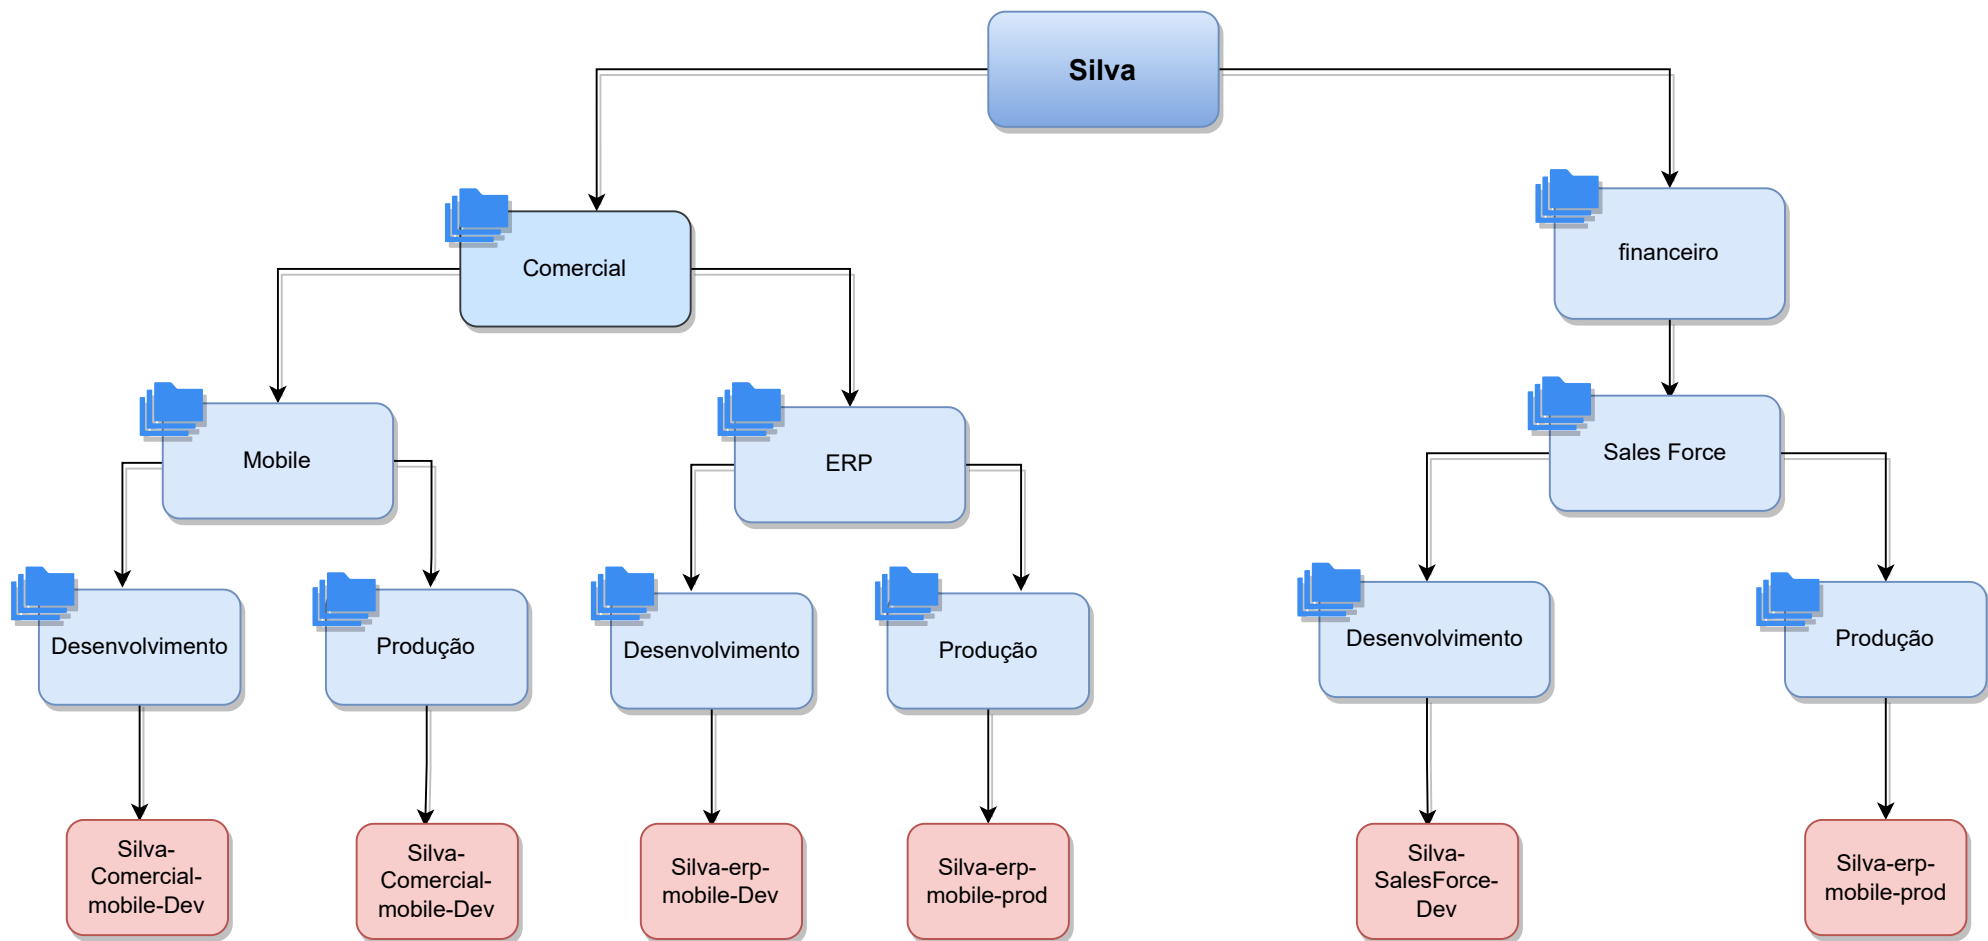 Silva
Comercial
financeiro
Mobile
ERP
Sales Force
Desenvolvimento
Produção
Desenvolvimento
Produção
Desenvolvimento
Produção
Silva-
Comercial-
mobile-Dev
Silva-
Comercial-
mobile-Dev
Silva-erp-
mobile-Dev
Silva-erp-
mobile-prod
Silva-
SalesForce-
Dev
Silva-erp-
mobile-prod